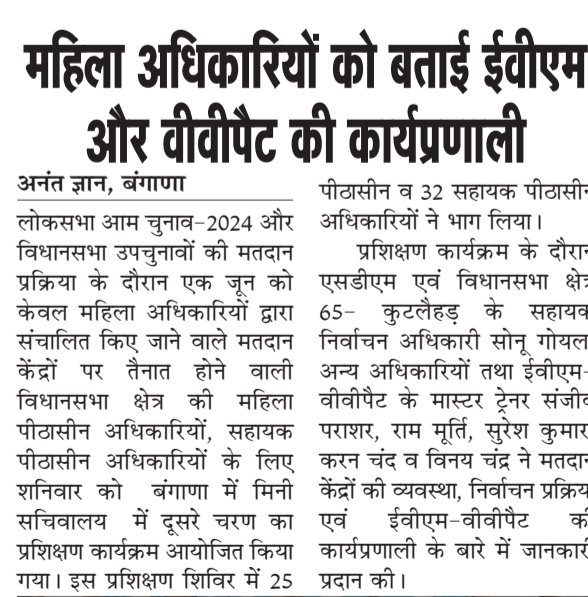 महिला अधिकारियों को बताई ईवीएम
और वीवीपैट की कार्यप्रणाली
अनंत ज्ञान, बंगाणा
लोकसभा आम चुनाव-2024 और
विधानसभा उपचुनावों की मतदान
प्रक्रिया के दौरान एक जून को
केवल महिला अधिकारियों द्वारा
संचालित किए जाने वाले मतदान
केंद्रों पर तैनात होने वाली
विधानसभा क्षेत्र की महिला
पीठासीन अधिकारियों, सहायक
पीठासीन अधिकारियों के लिए
शनिवार को बंगाणा में मिनी
सचिवालय में दूसरे चरण का
प्रशिक्षण कार्यक्रम आयोजित किया
गया। इस प्रशिक्षण शिविर में 25
पीठासीन व 32 सहायक पीठासीन
अधिकारियों ने भाग लिया।
प्रशिक्षण कार्यक्रम के दौरान
एसडीएम एवं विधानसभा क्षेत्र
65- कुटलैहड़ के सहायक
निर्वाचन अधिकारी सोनू गोयल
अन्य अधिकारियों तथा ईवीएम-
वीवीपैट के मास्टर ट्रेनर संजीव
पराशर, राम मूर्ति, सुरेश कुमार
करन चंद व विनय चंद्र ने मतदान
केंद्रों की व्यवस्था, निर्वाचन प्रक्रिय
एवं ईवीएम-वीवीपैट की
कार्यप्रणाली के बारे में जानकारी
प्रदान की।